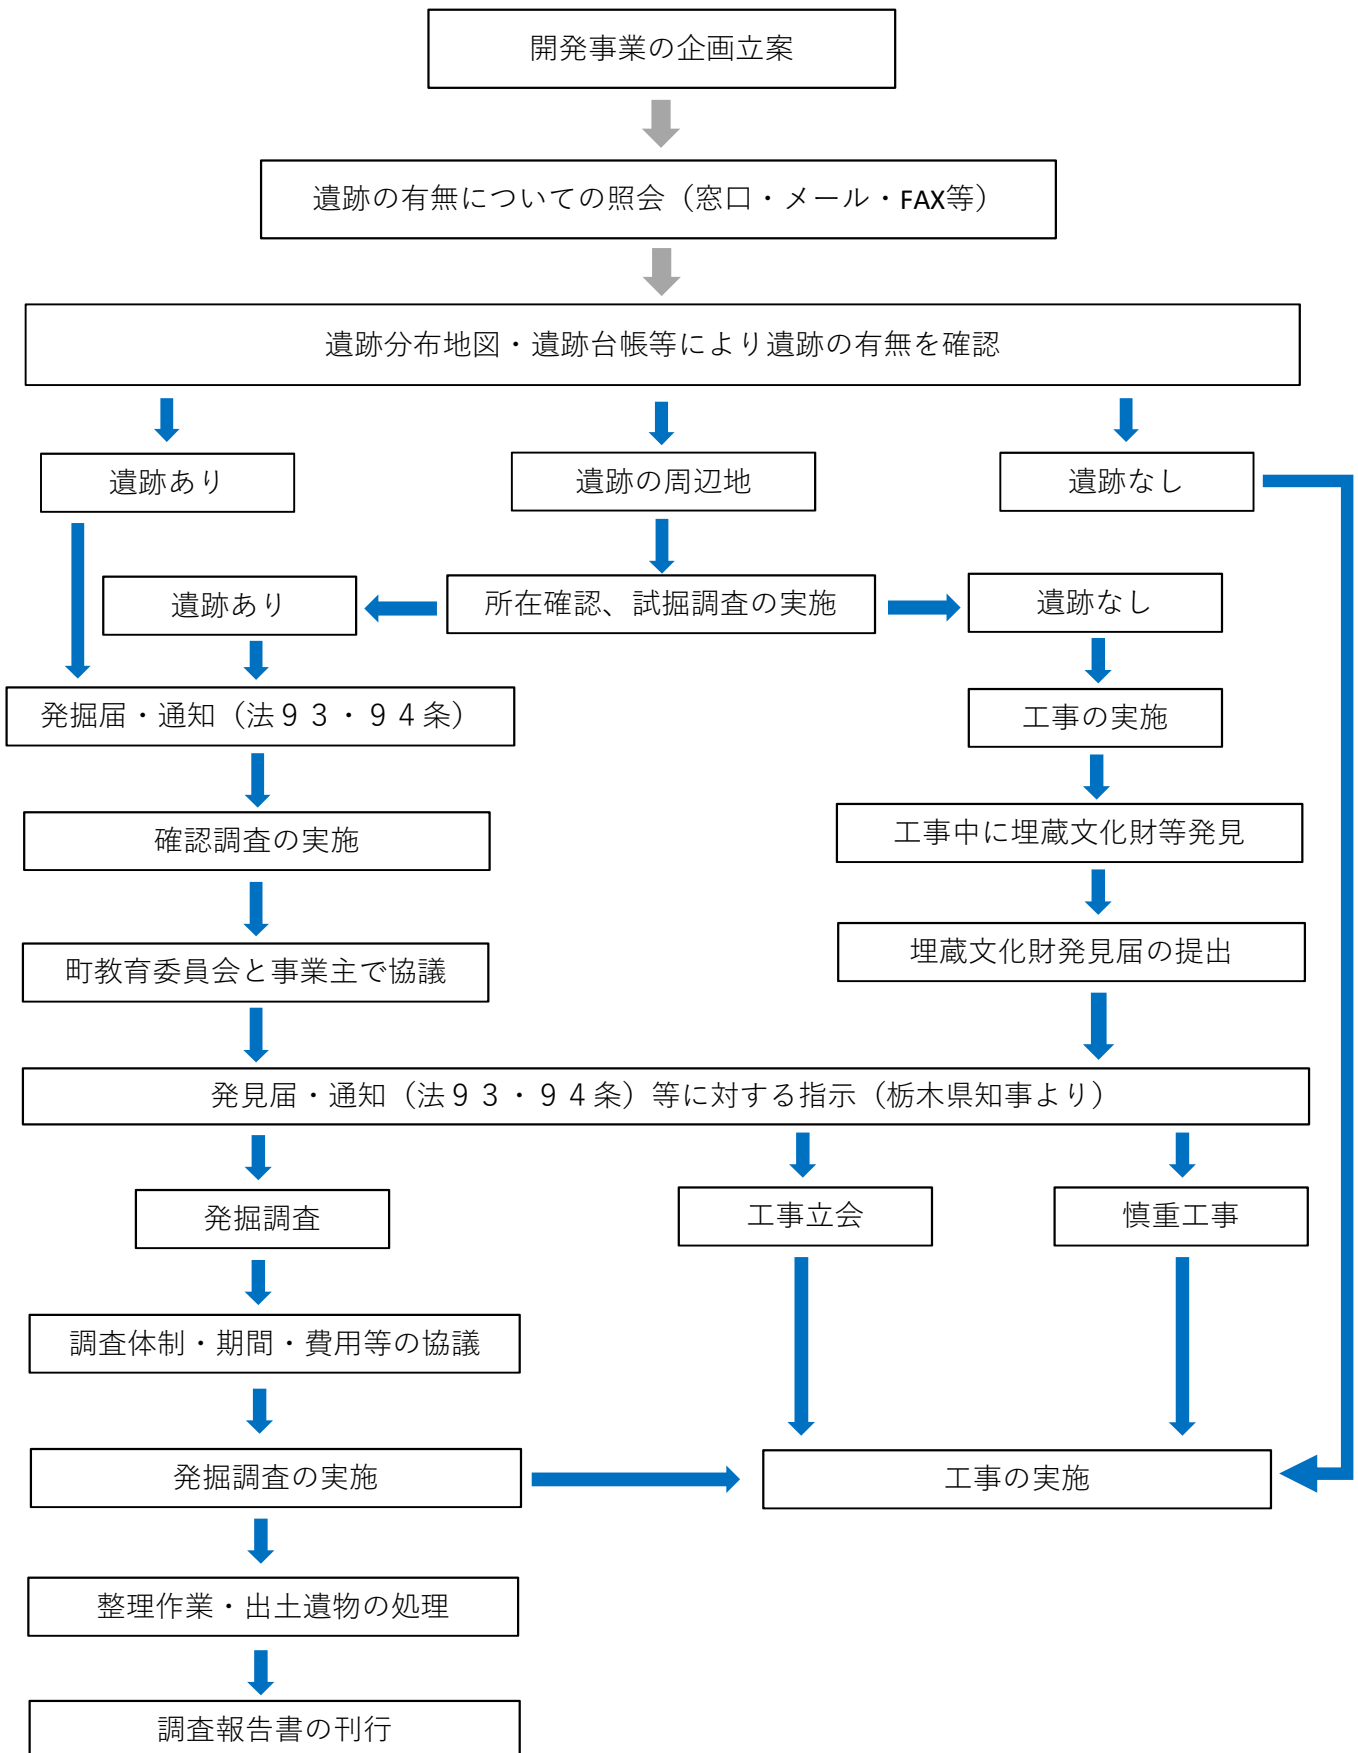 開発事業の企画立案
遺跡の有無についての照会（窓口・メール・FAX等）
遺跡分布地図・遺跡台帳等により遺跡の有無を確認
遺跡あり
遺跡の周辺地
遺跡なし
遺跡あり
所在確認、試掘調査の実施
遺跡なし
発掘届・通知（法９３・９４条）
工事の実施
確認調査の実施
工事中に埋蔵文化財等発見
町教育委員会と事業主で協議
埋蔵文化財発見届の提出
発見届・通知（法９３・９４条）等に対する指示（栃木県知事より）
発掘調査
工事立会
慎重工事
調査体制・期間・費用等の協議
発掘調査の実施
工事の実施
整理作業・出土遺物の処理
調査報告書の刊行